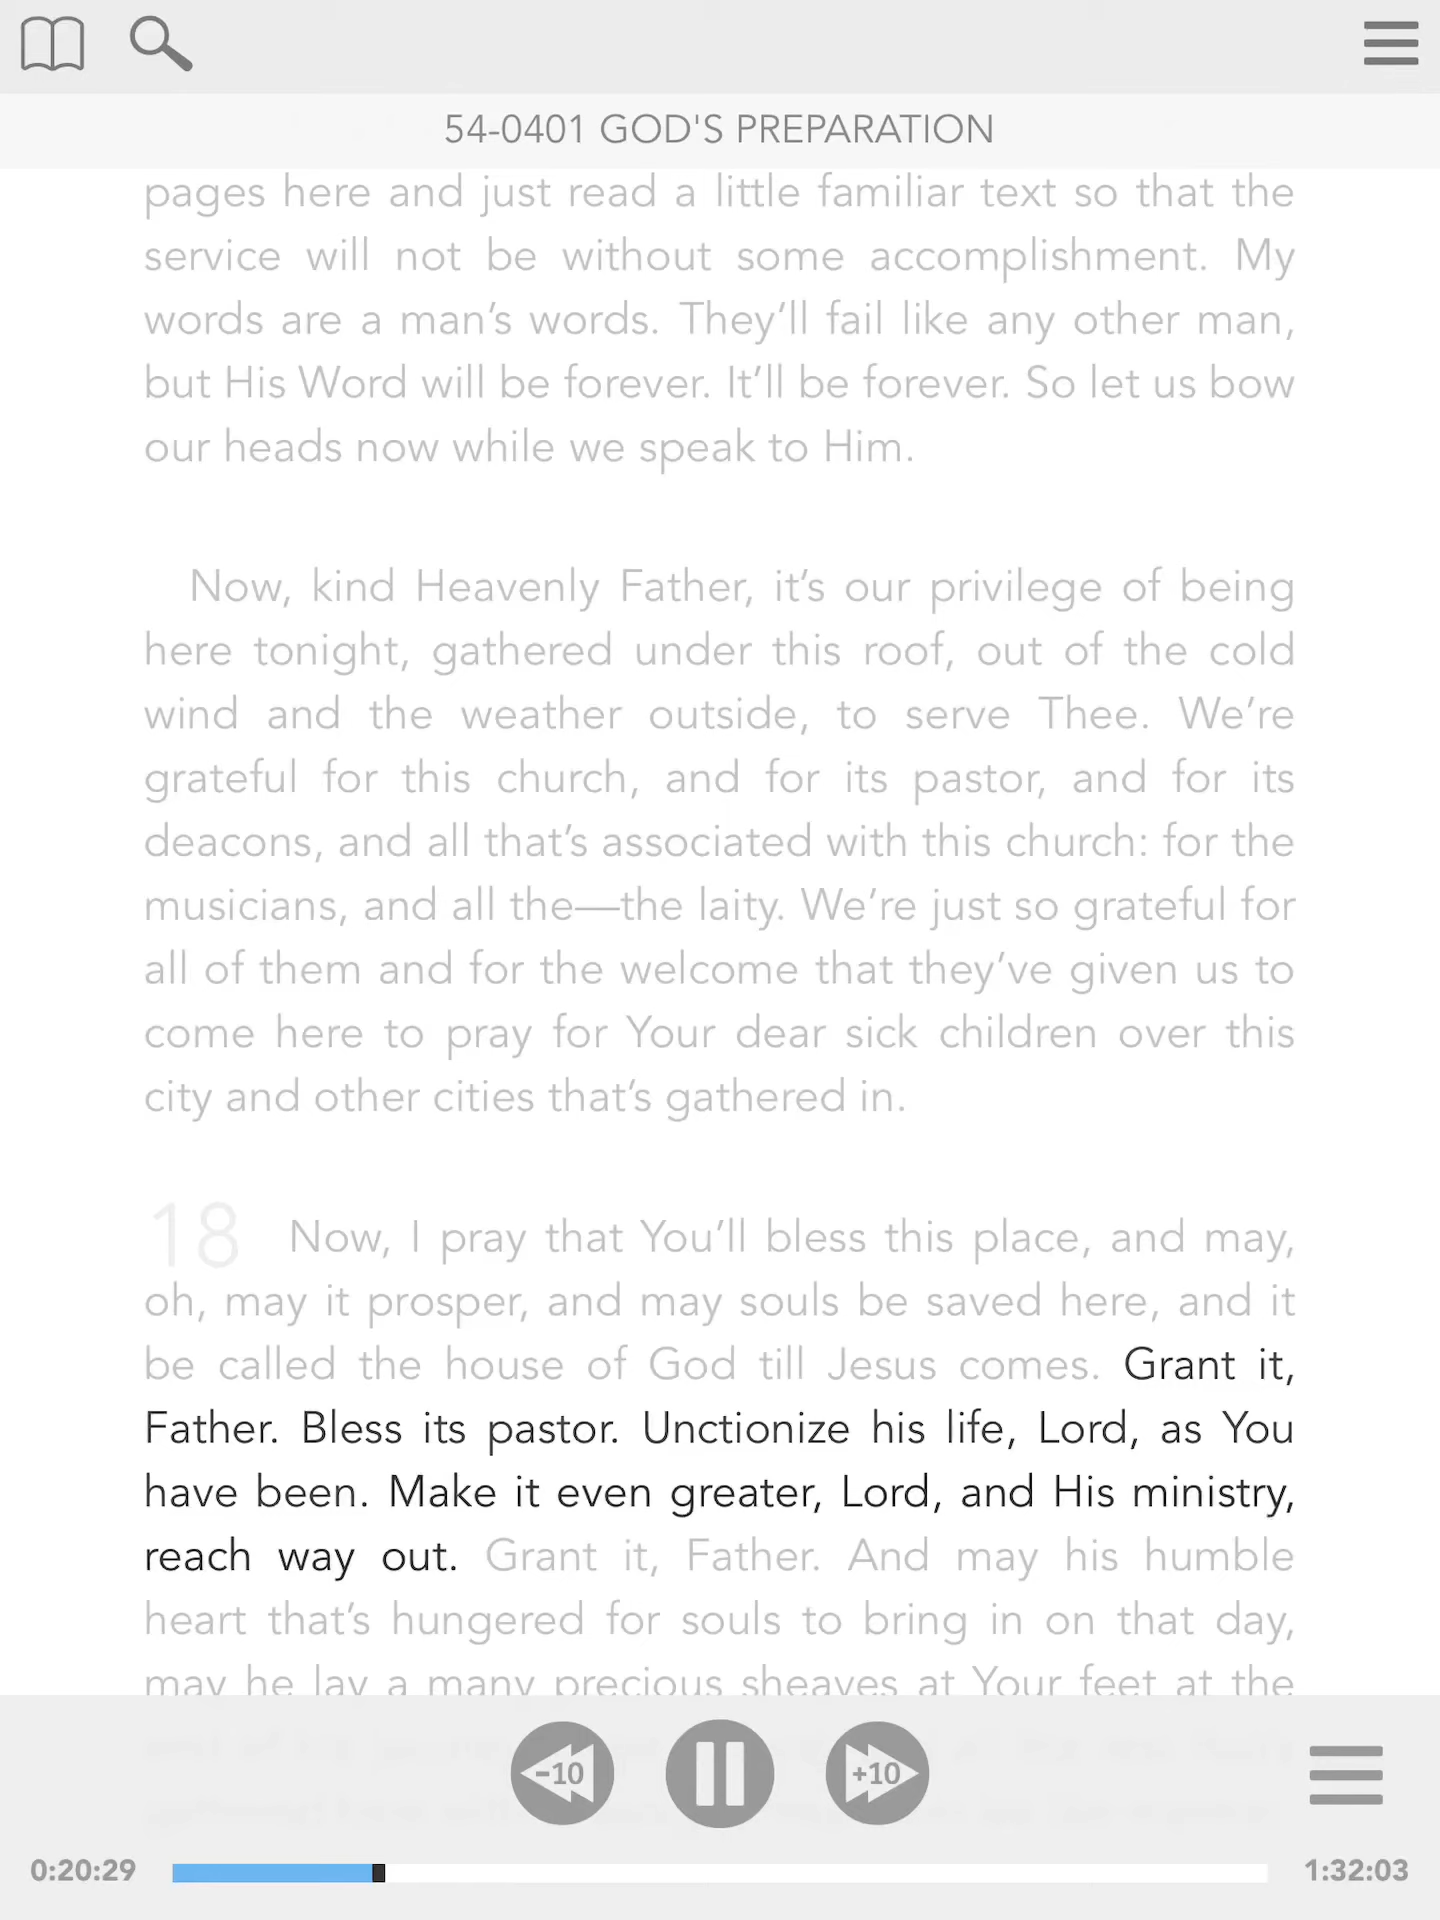 54-0401 GOD'S PREPARATION
pages here and just read a little familiar text so that the
service will not be without some accomplishment. My
words are a man’s words. They’ll fail like any other man,
but His Word will be forever. It’ll be forever. So let us bow
our heads now while we speak to Him.
Now, kind Heavenly Father, it’s our privilege of being
here tonight, gathered under this roof, out of the cold
wind and the weather outside, to serve Thee. We’re
grateful for this church, and for its pastor, and for its
deacons, and all that’s associated with this church: for the
musicians, and all the—the laity. We’re just so grateful for
all of them and for the welcome that they’ve given us to
come here to pray for Your dear sick children over this
city and other cities that’s gathered in.
18 Now, I pray that You’ll bless this place, and may,
oh, may it prosper, and may souls be saved here, and it
be called the house of God till Jesus comes. Grant it,
Father. Bless its pastor. Unctionize his life, Lord, as You
have been. Make it even greater, Lord, and His ministry,
reach way out. Grant it, Father. And may his humble
heart that’s hungered for souls to bring in on that day,
may he lay a many precious sheaves at Your feet at the
-10 +10
0:20:29 1:32:03